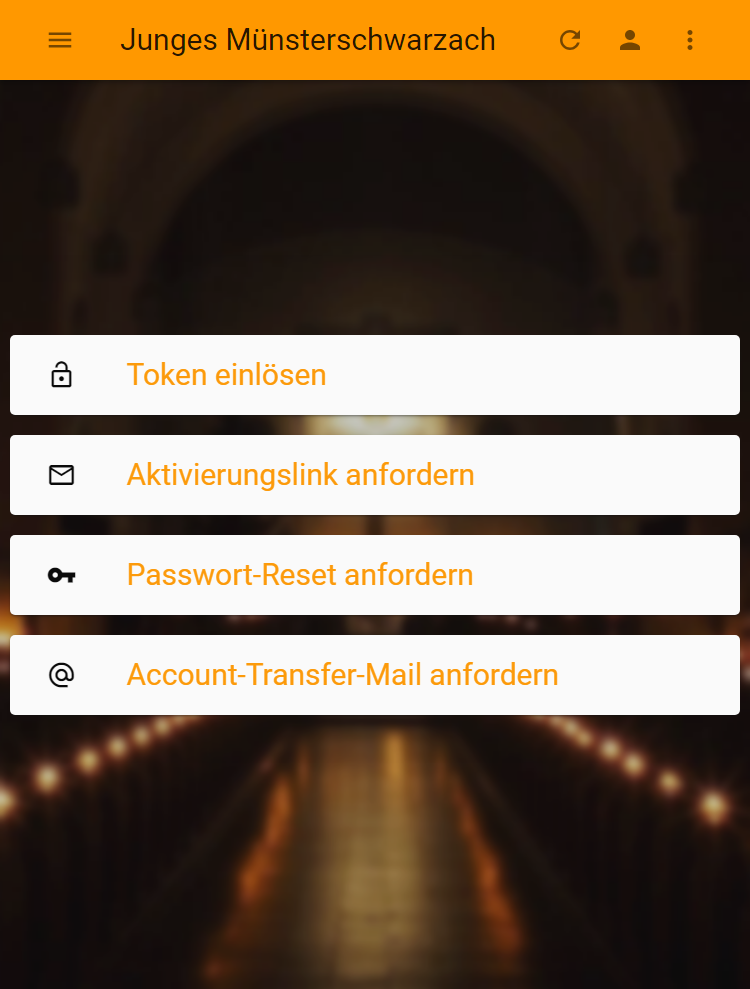 Junges Münsterschwarzach
Token einlösen
Aktivierungslink anfordern
Passwort-Reset anfordern
Account-Transfer-Mail anfordern